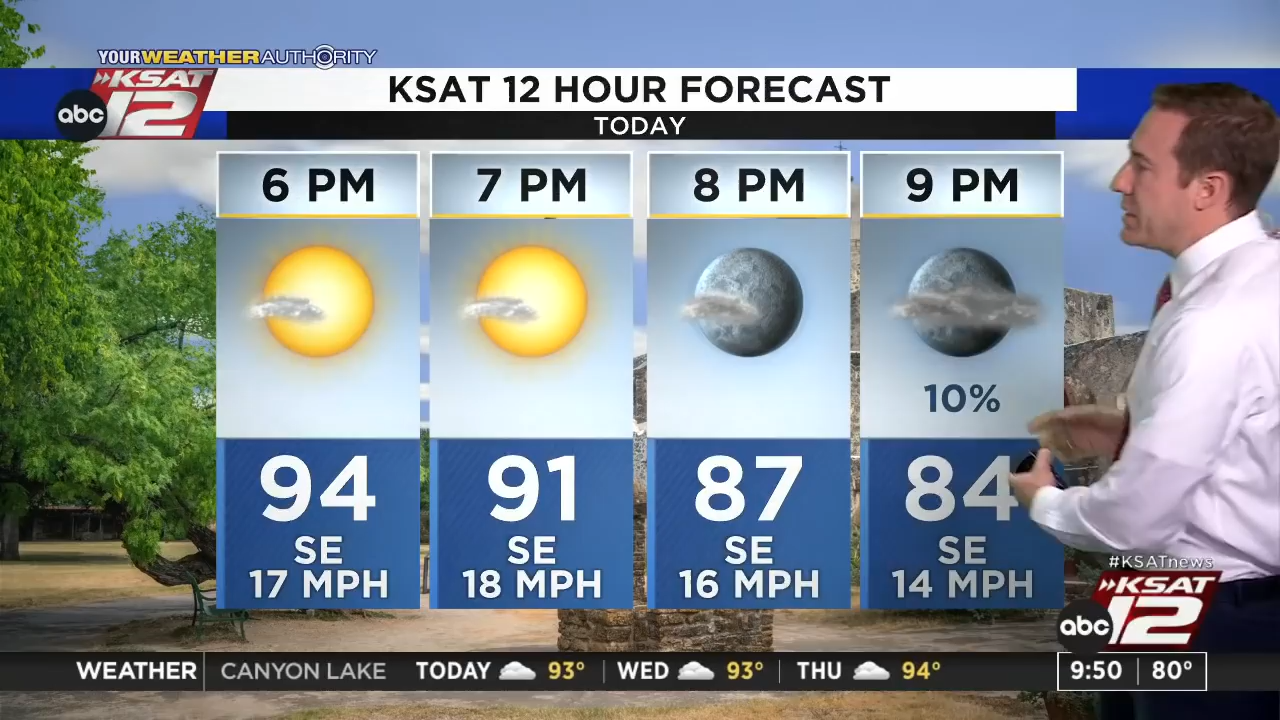 YOURWEATHERAUTHORITY
KSAT
12
abc
KSAT 12 HOUR FORECAST
TODAY
6 PM
94
SE
17 MPH
7 PM
91
SE
18 MPH
8 PM
87
SE
16 MPH
9 PM
10%
84
SE
14 MPH
#KSATnews
KSAT
12
abc
WEATHER CANYON LAKE TODAY 93° WED 93° THU 94° 9:50 80°